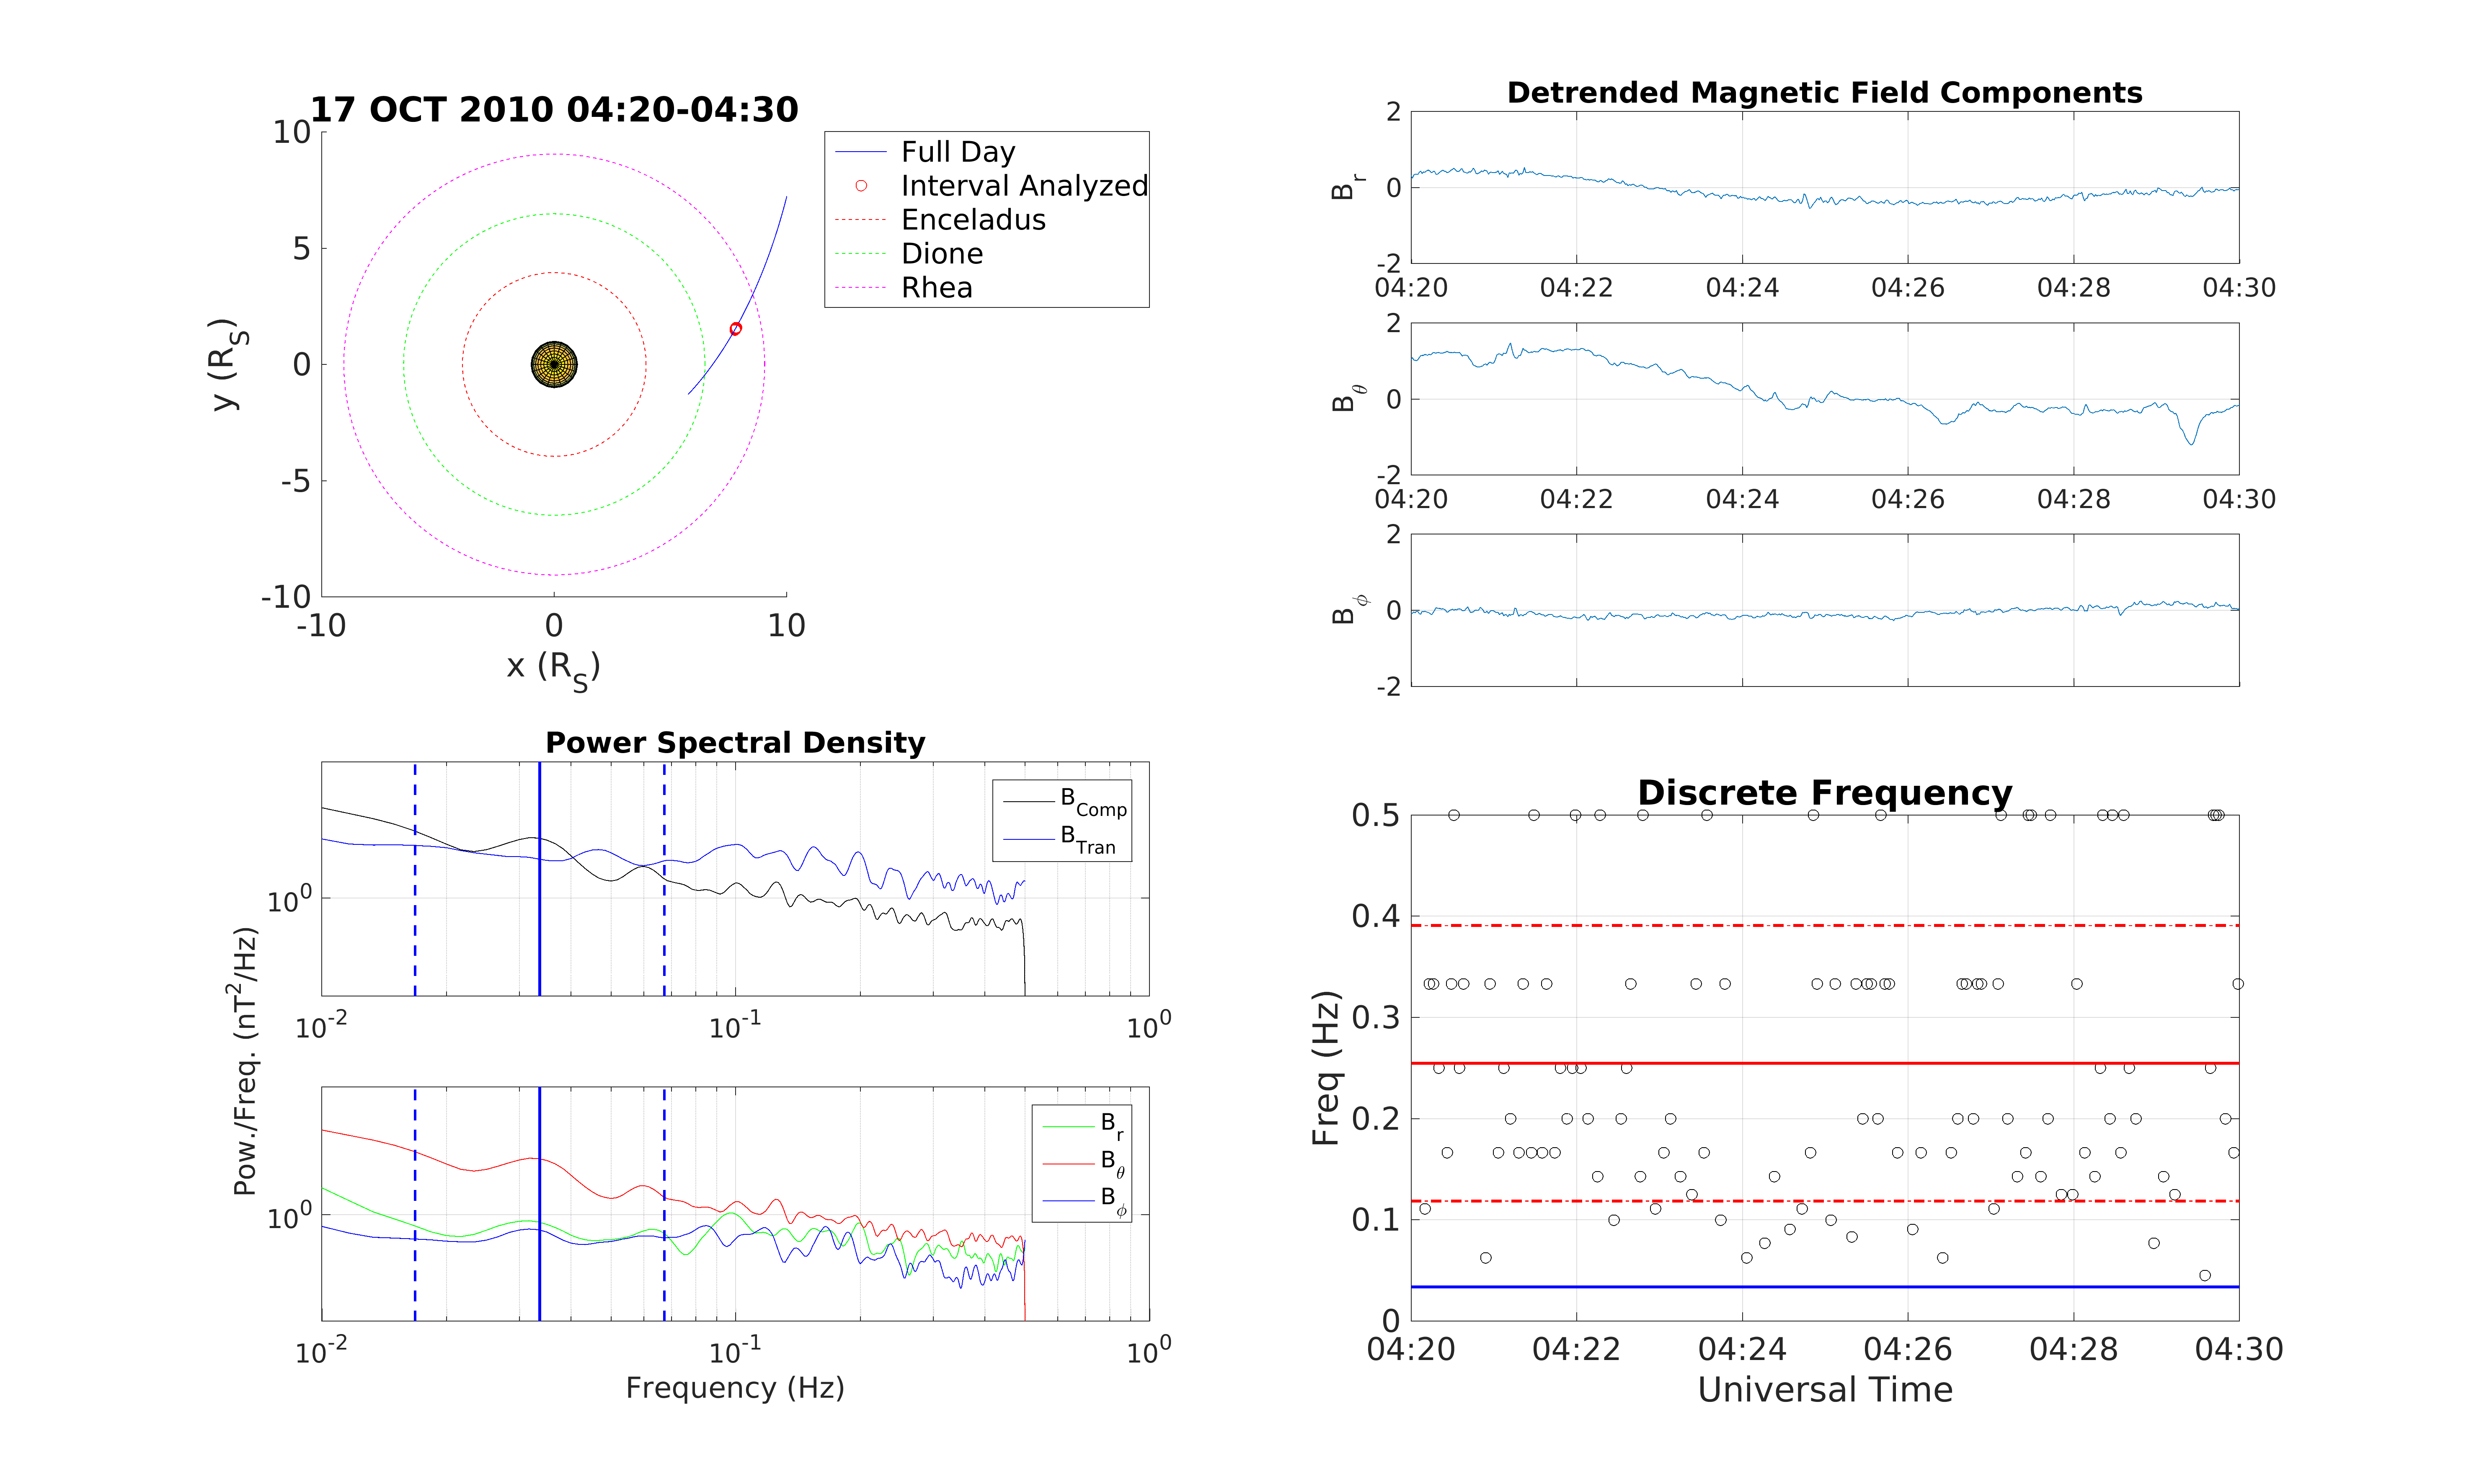 17 OCT 2010 04:20-04:30
10
5
0
-5
-10
-10 0 10
x (R_S)
y (R_S)
Full Day
Interval Analyzed
Enceladus
Dione
Rhea
Detrended Magnetic Field Components
2
0
-2
B_r
04:20 04:22 04:24 04:26 04:28 04:30
2
0
-2
B_θ
04:20 04:22 04:24 04:26 04:28 04:30
2
0
-2
B_ϕ
Power Spectral Density
B_Comp
B_Tran
10^0
10^-2 10^-1 10^0
Pow./Freq. (nT^2/Hz)
B_r
B_θ
B_ϕ
10^0
10^-2 10^-1 10^0
Frequency (Hz)
Discrete Frequency
0.5
0.4
0.3
0.2
0.1
0
Freq (Hz)
04:20 04:22 04:24 04:26 04:28 04:30
Universal Time